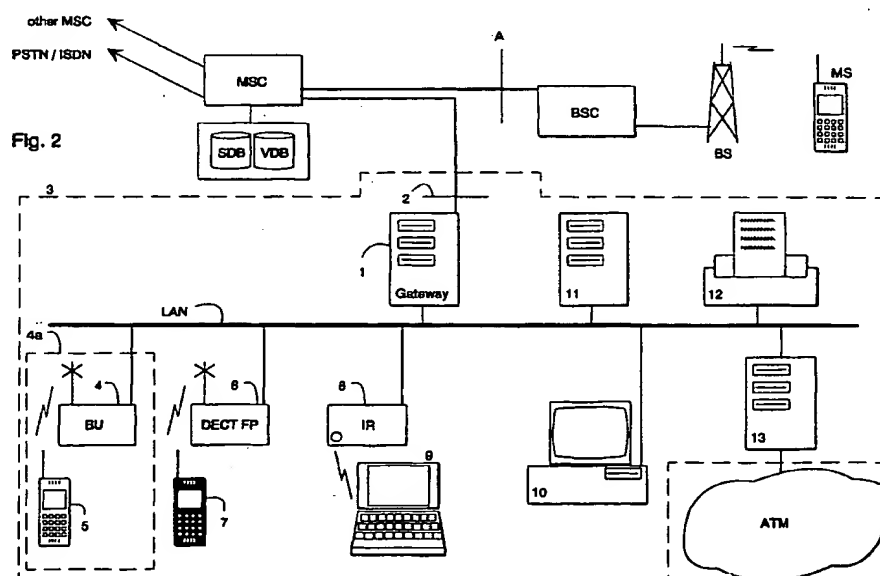 other MSC
PSTN / ISDN
MSC
A
BSC
BS
MS
Fig. 2
SDB VDB
3
2
1
Gateway
11
12
LAN
4a
4
BU
5
6
DECT FP
7
8
IR
9
10
13
ATM